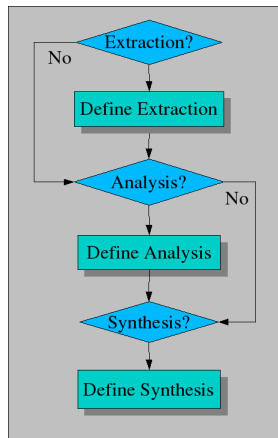 Extraction?
No
Define Extraction
Analysis?
No
Define Analysis
Synthesis?
Define Synthesis